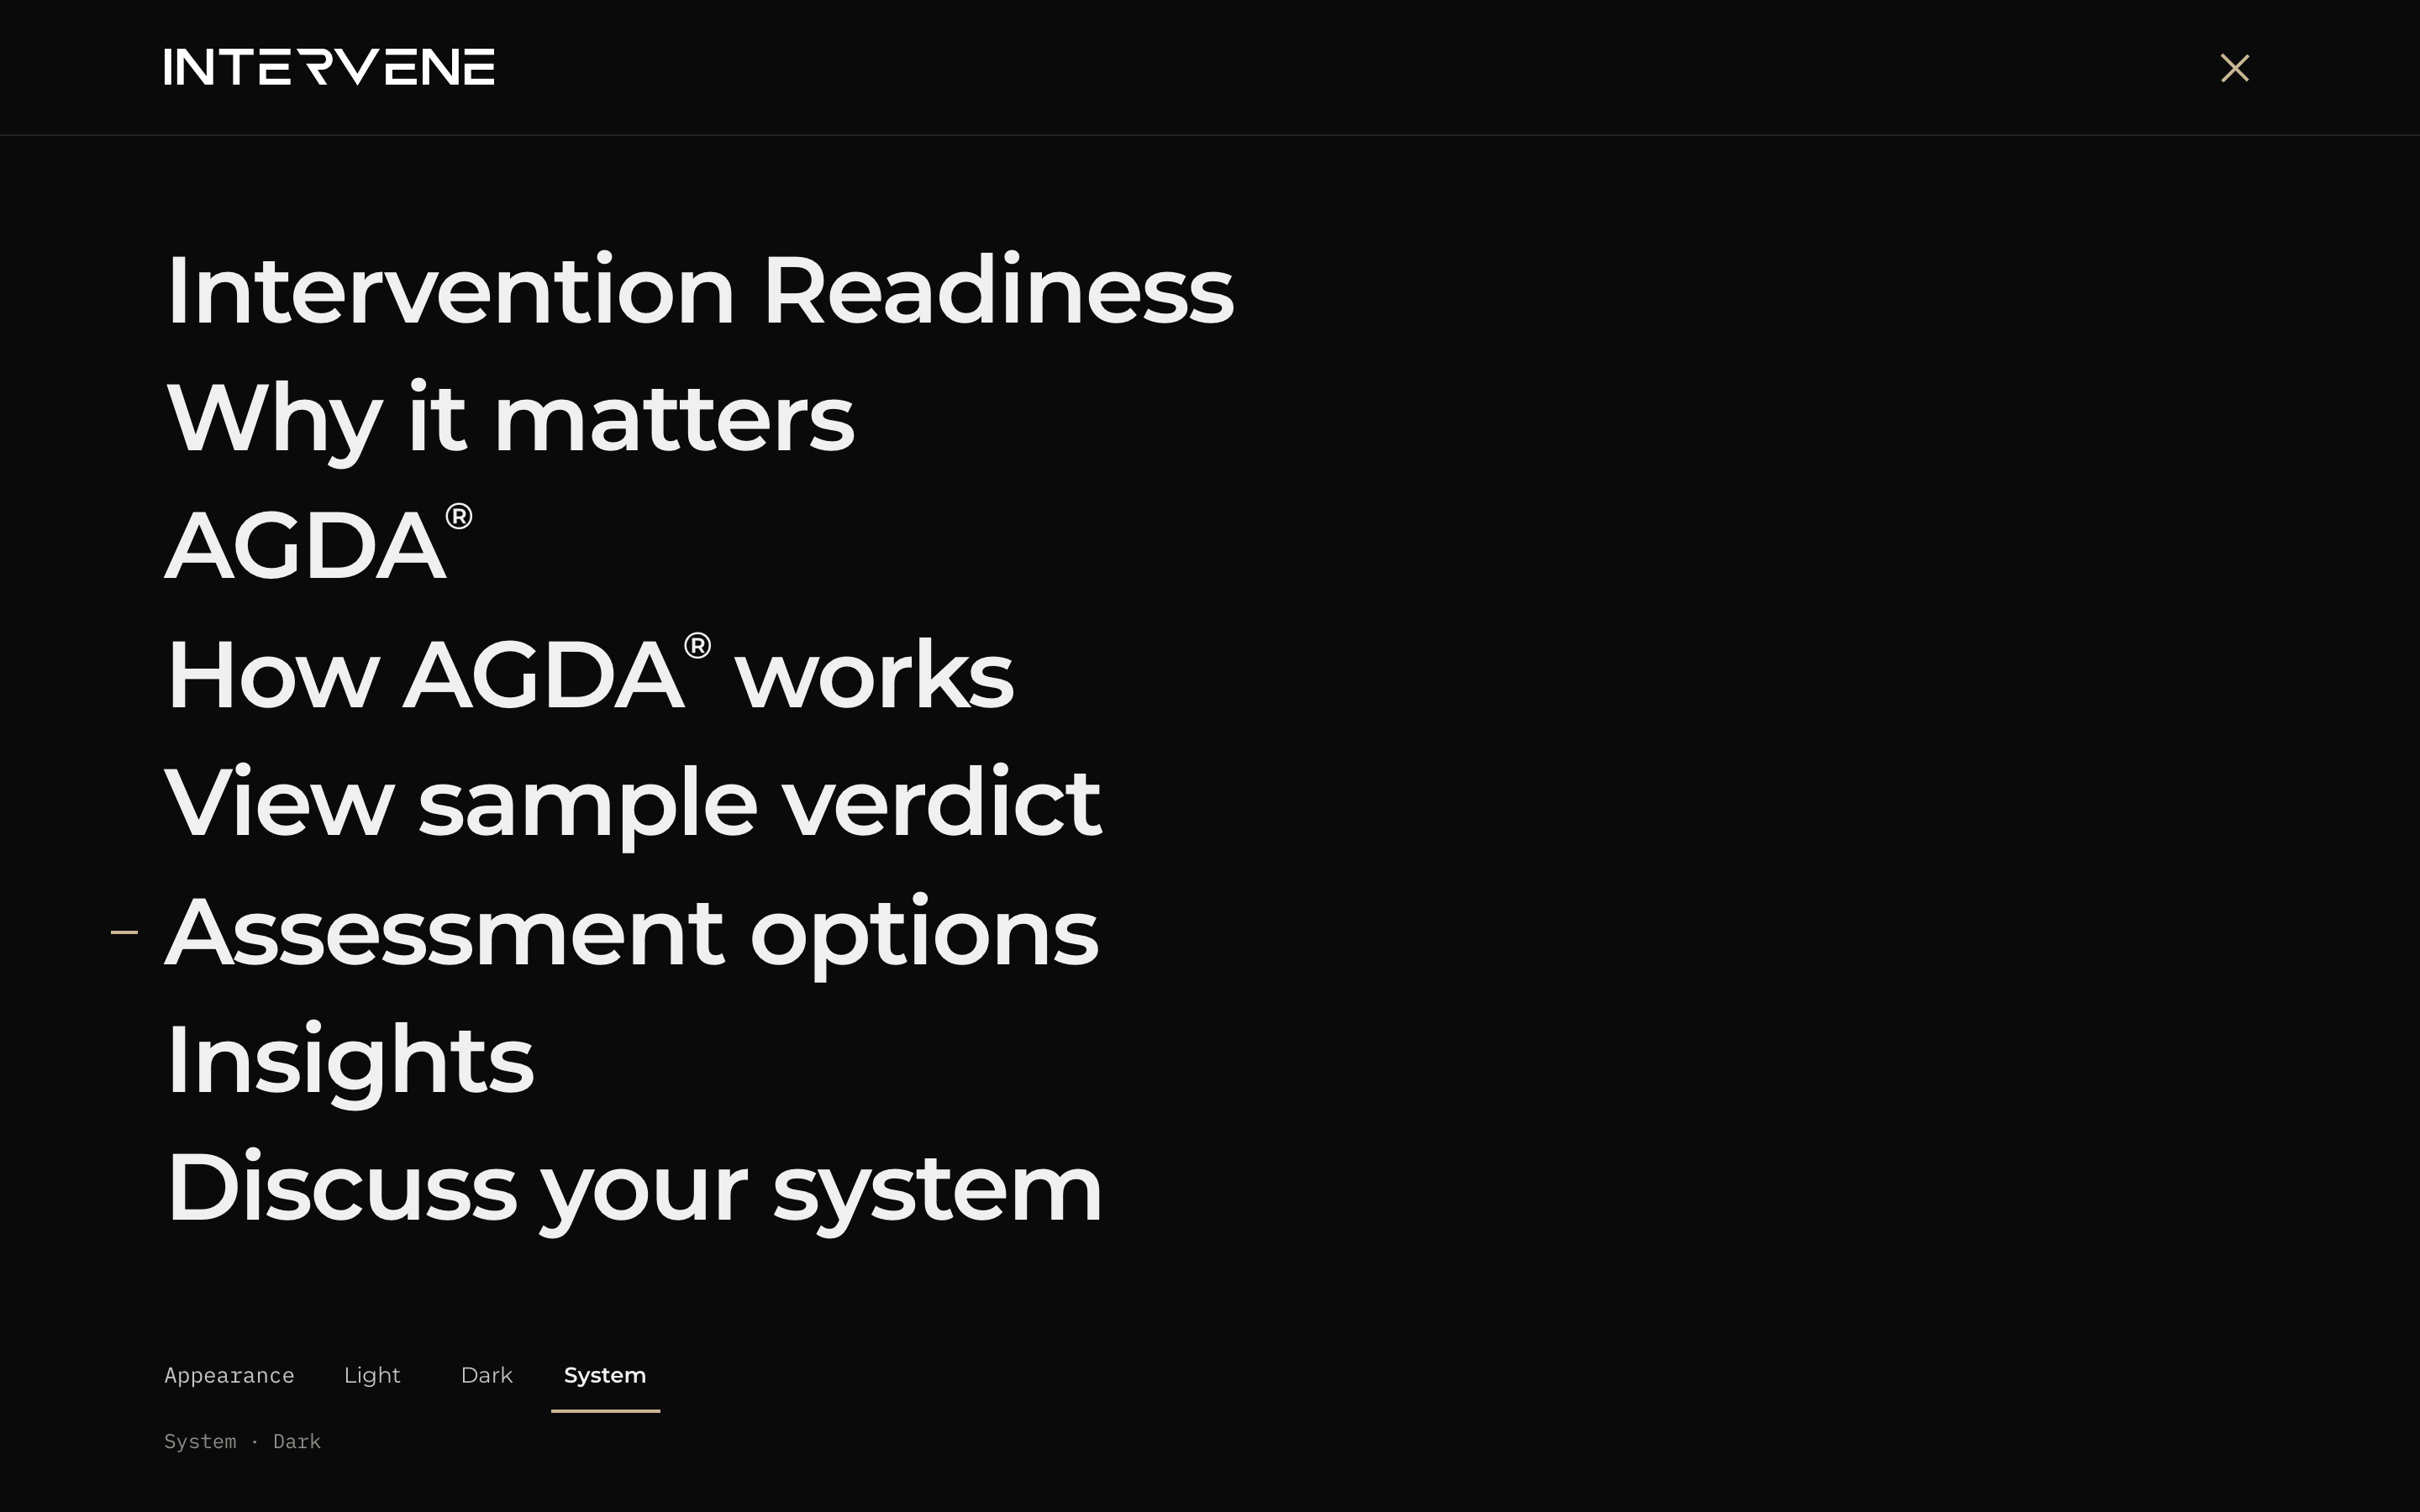 INTERVENE
Intervention Readiness
Why it matters
AGDA®
How AGDA® works
View sample verdict
Assessment options
Insights
Discuss your system
Appearance Light Dark System
System · Dark